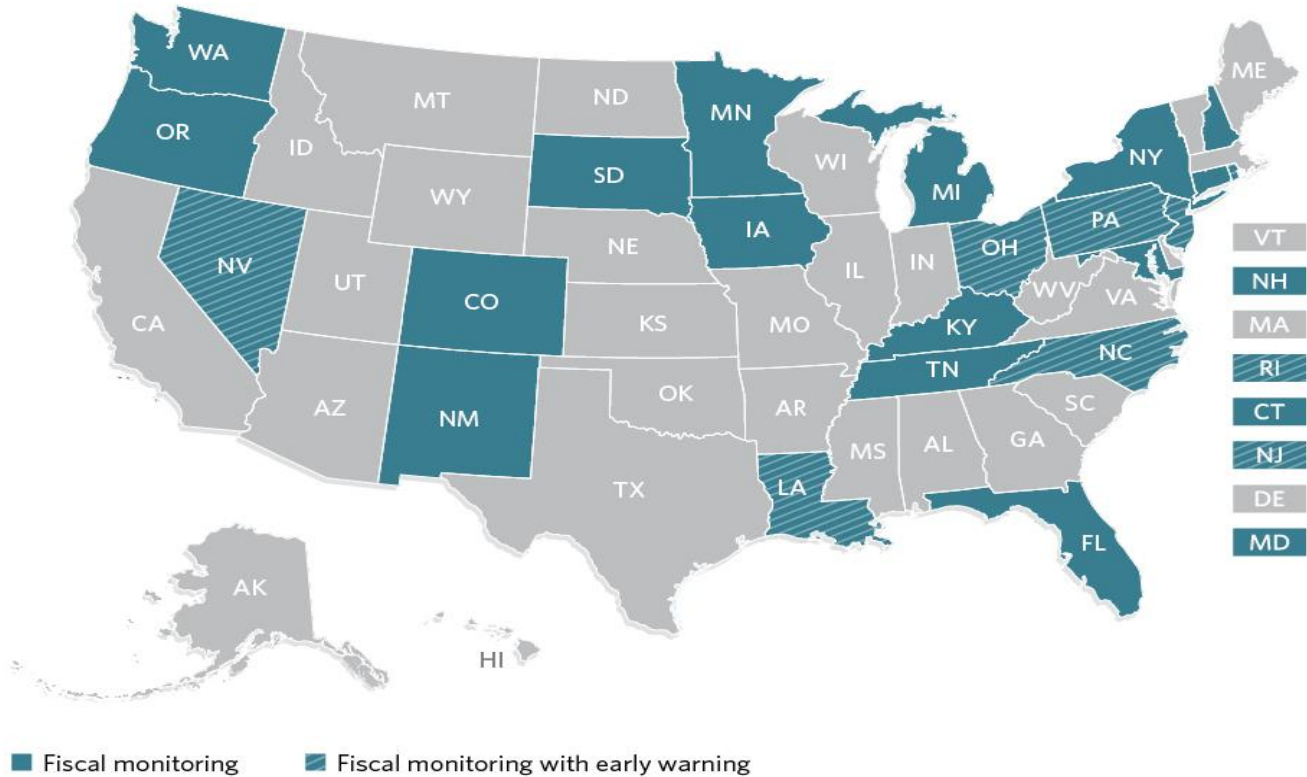 WA
MT
ND
MN
ME
OR
ID
WI
NY
SD
MI
WY
IA
PA
NE
OH
VT
NV
IL
IN
NH
UT
CO
WV
VA
MA
CA
KS
MO
KY
RI
NC
TN
CT
OK
AZ
NM
AR
SC
NJ
MS
AL
GA
LA
DE
TX
FL
MD
AK
HI
Fiscal monitoring
Fiscal monitoring with early warning